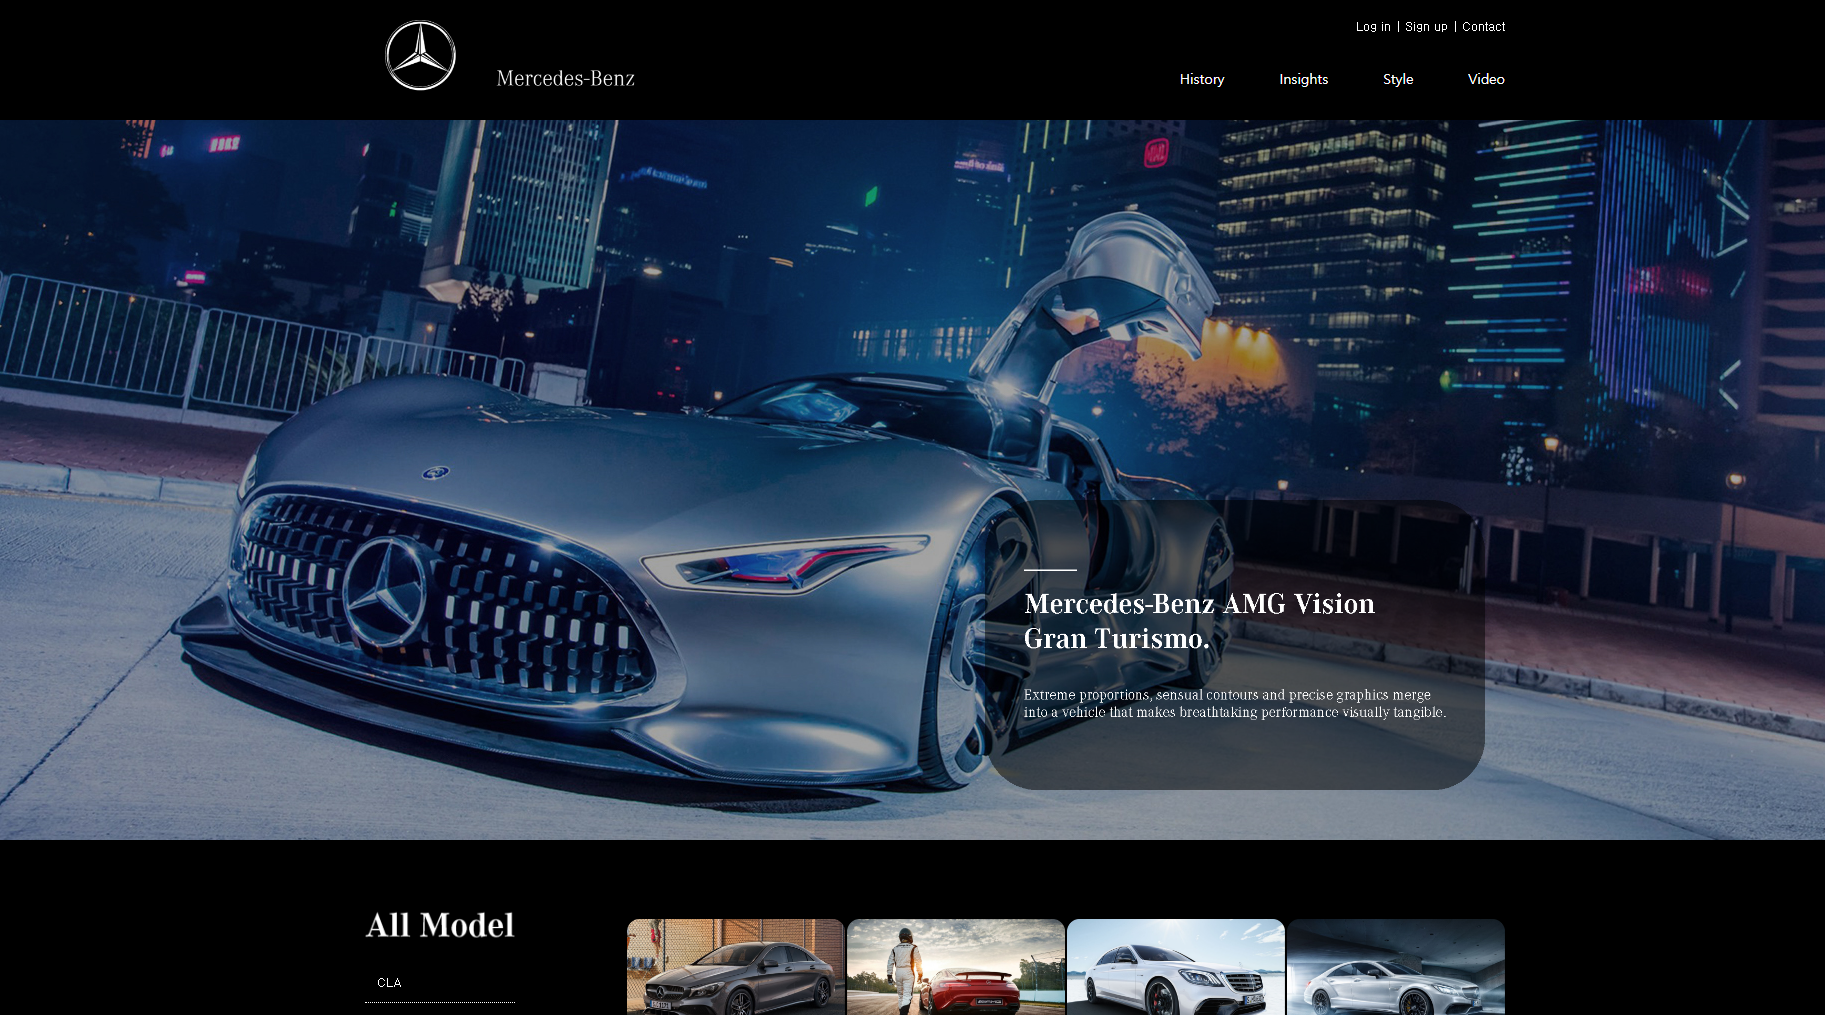 Log in | Sign up | Contact
Mercedes-Benz
History Insights Style Video
Mercedes-Benz AMG Vision
Gran Turismo.
Extreme proportions, sensual contours and precise graphics merge
into a vehicle that makes breathtaking performance visually tangible.
All Model
CLA